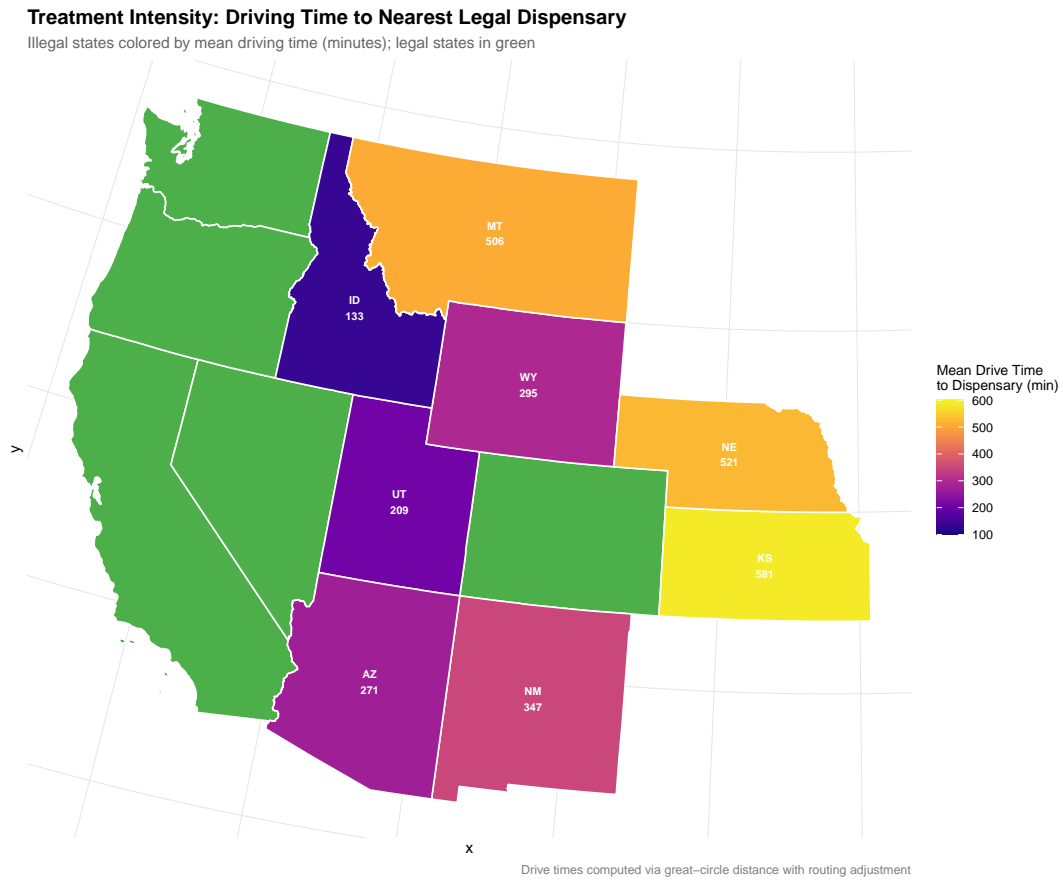 Treatment Intensity: Driving Time to Nearest Legal Dispensary
Illegal states colored by mean driving time (minutes); legal states in green
MT
506
ID
133
WY
295
NE
521
UT
209
KS
581
AZ
271
NM
347
y
x
Mean Drive Time
to Dispensary (min)
600
500
400
300
200
100
Drive times computed via great−circle distance with routing adjustment